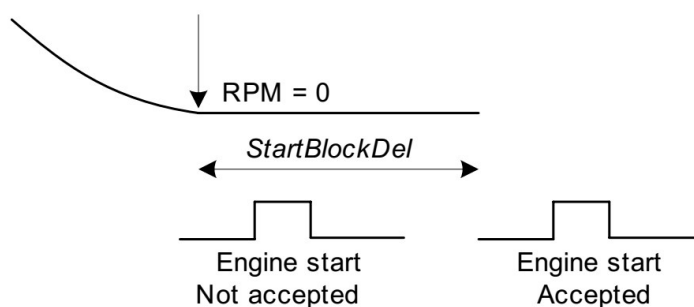 RPM = 0
StartBlockDel
Engine start
Not accepted
Engine start
Accepted